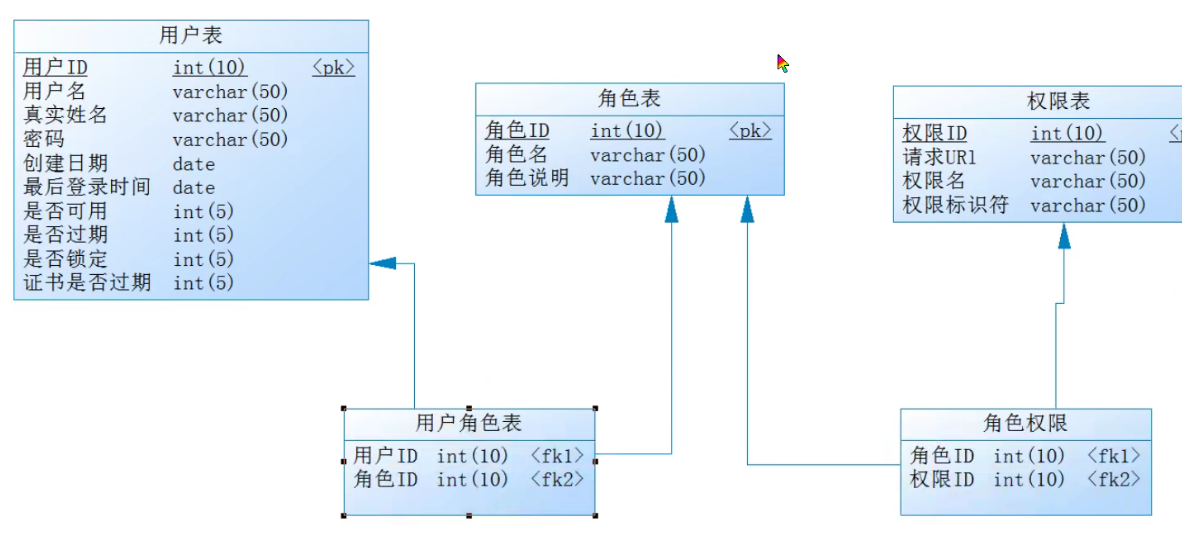 用户表
用户ID int(10) <pk>
用户名 varchar(50)
真实姓名 varchar(50)
密码 varchar(50)
创建日期 date
最后登录时间 date
是否可用 int(5)
是否过期 int(5)
是否锁定 int(5)
证书是否过期 int(5)
角色表
角色ID int(10) <pk>
角色名 varchar(50)
角色说明 varchar(50)
权限表
权限ID int(10)
请求URl varchar(50)
权限名 varchar(50)
权限标识符 varchar(50)
用户角色表
用户ID int(10) <fk1>
角色ID int(10) <fk2>
角色权限
角色ID int(10) <fk1>
权限ID int(10) <fk2>